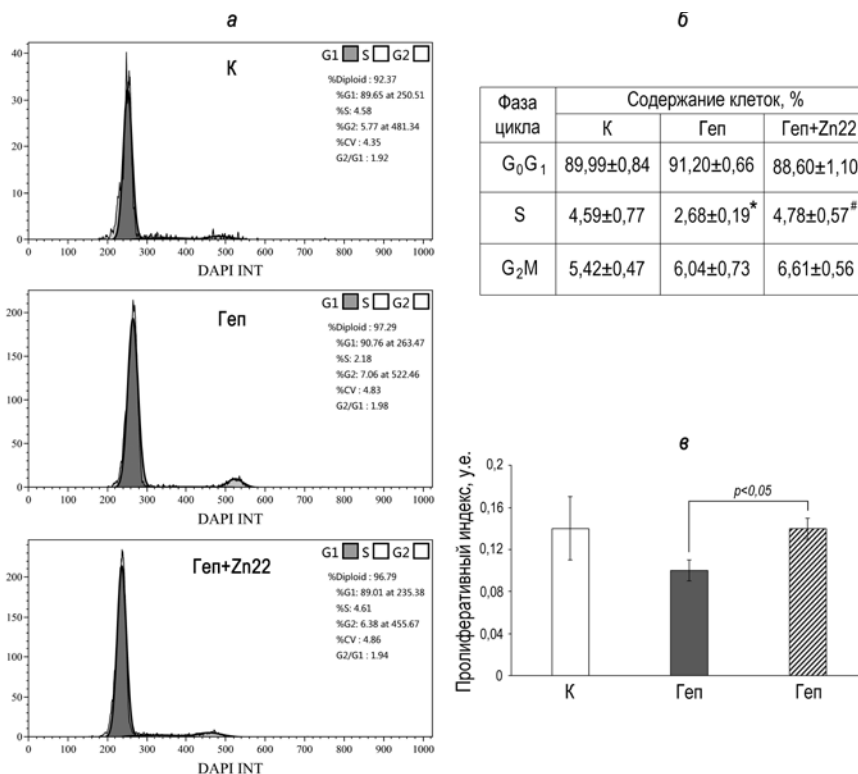 а
К
G1 S G2
%Diploid : 92.37
%G1: 89.65 at 250.51
%S: 4.58
%G2: 5.77 at 481.34
%CV : 4.35
G2/G1 : 1.92
40
30
20
10
0
0 100 200 300 400 500 600 700 800 900 1000
DAPI INT
Геп
G1 S G2
%Diploid : 97.29
%G1: 90.76 at 263.47
%S: 2.18
%G2: 7.06 at 522.46
%CV : 4.83
G2/G1 : 1.98
200
150
100
50
0
0 100 200 300 400 500 600 700 800 900 1000
DAPI INT
Геп+Zn22
G1 S G2
%Diploid : 96.79
%G1: 89.01 at 235.38
%S: 4.61
%G2: 6.38 at 455.67
%CV : 4.86
G2/G1 : 1.94
200
150
100
50
0
0 100 200 300 400 500 600 700 800 900 1000
DAPI INT
б
Фаза цикла Содержание клеток, %
К Геп Геп+Zn22
G₀G₁ 89,99±0,84 91,20±0,66 88,60±1,10
S 4,59±0,77 2,68±0,19* 4,78±0,57#
G₂M 5,42±0,47 6,04±0,73 6,61±0,56
в
Пролиферативный индекс, у.е.
0,2
0,16
0,12
0,08
0,04
0
p<0,05
К Геп Геп